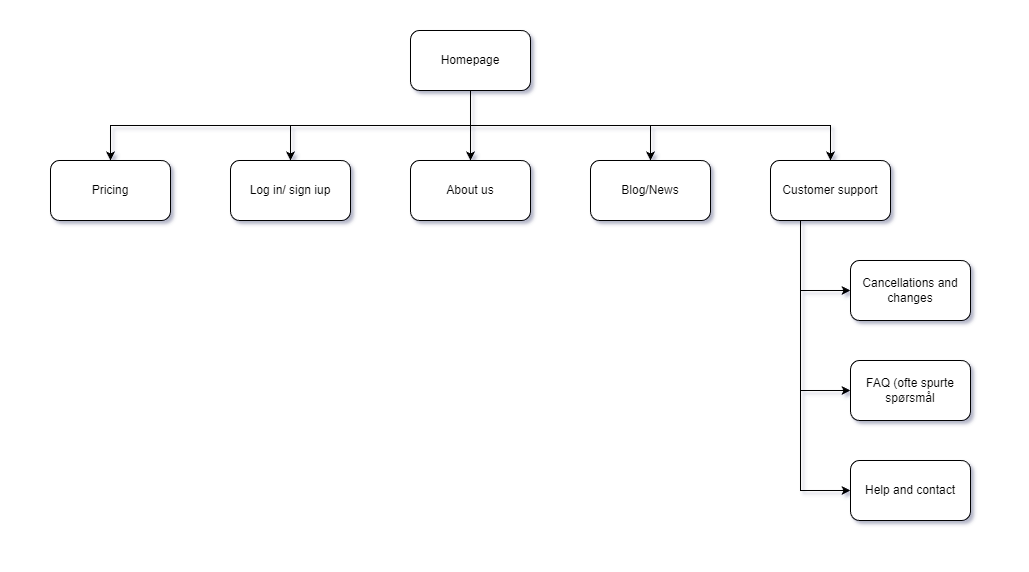 Homepage
Pricing
Log in/ sign iup
About us
Blog/News
Customer support
Cancellations and
changes
FAQ (ofte spurte
spørsmål
Help and contact